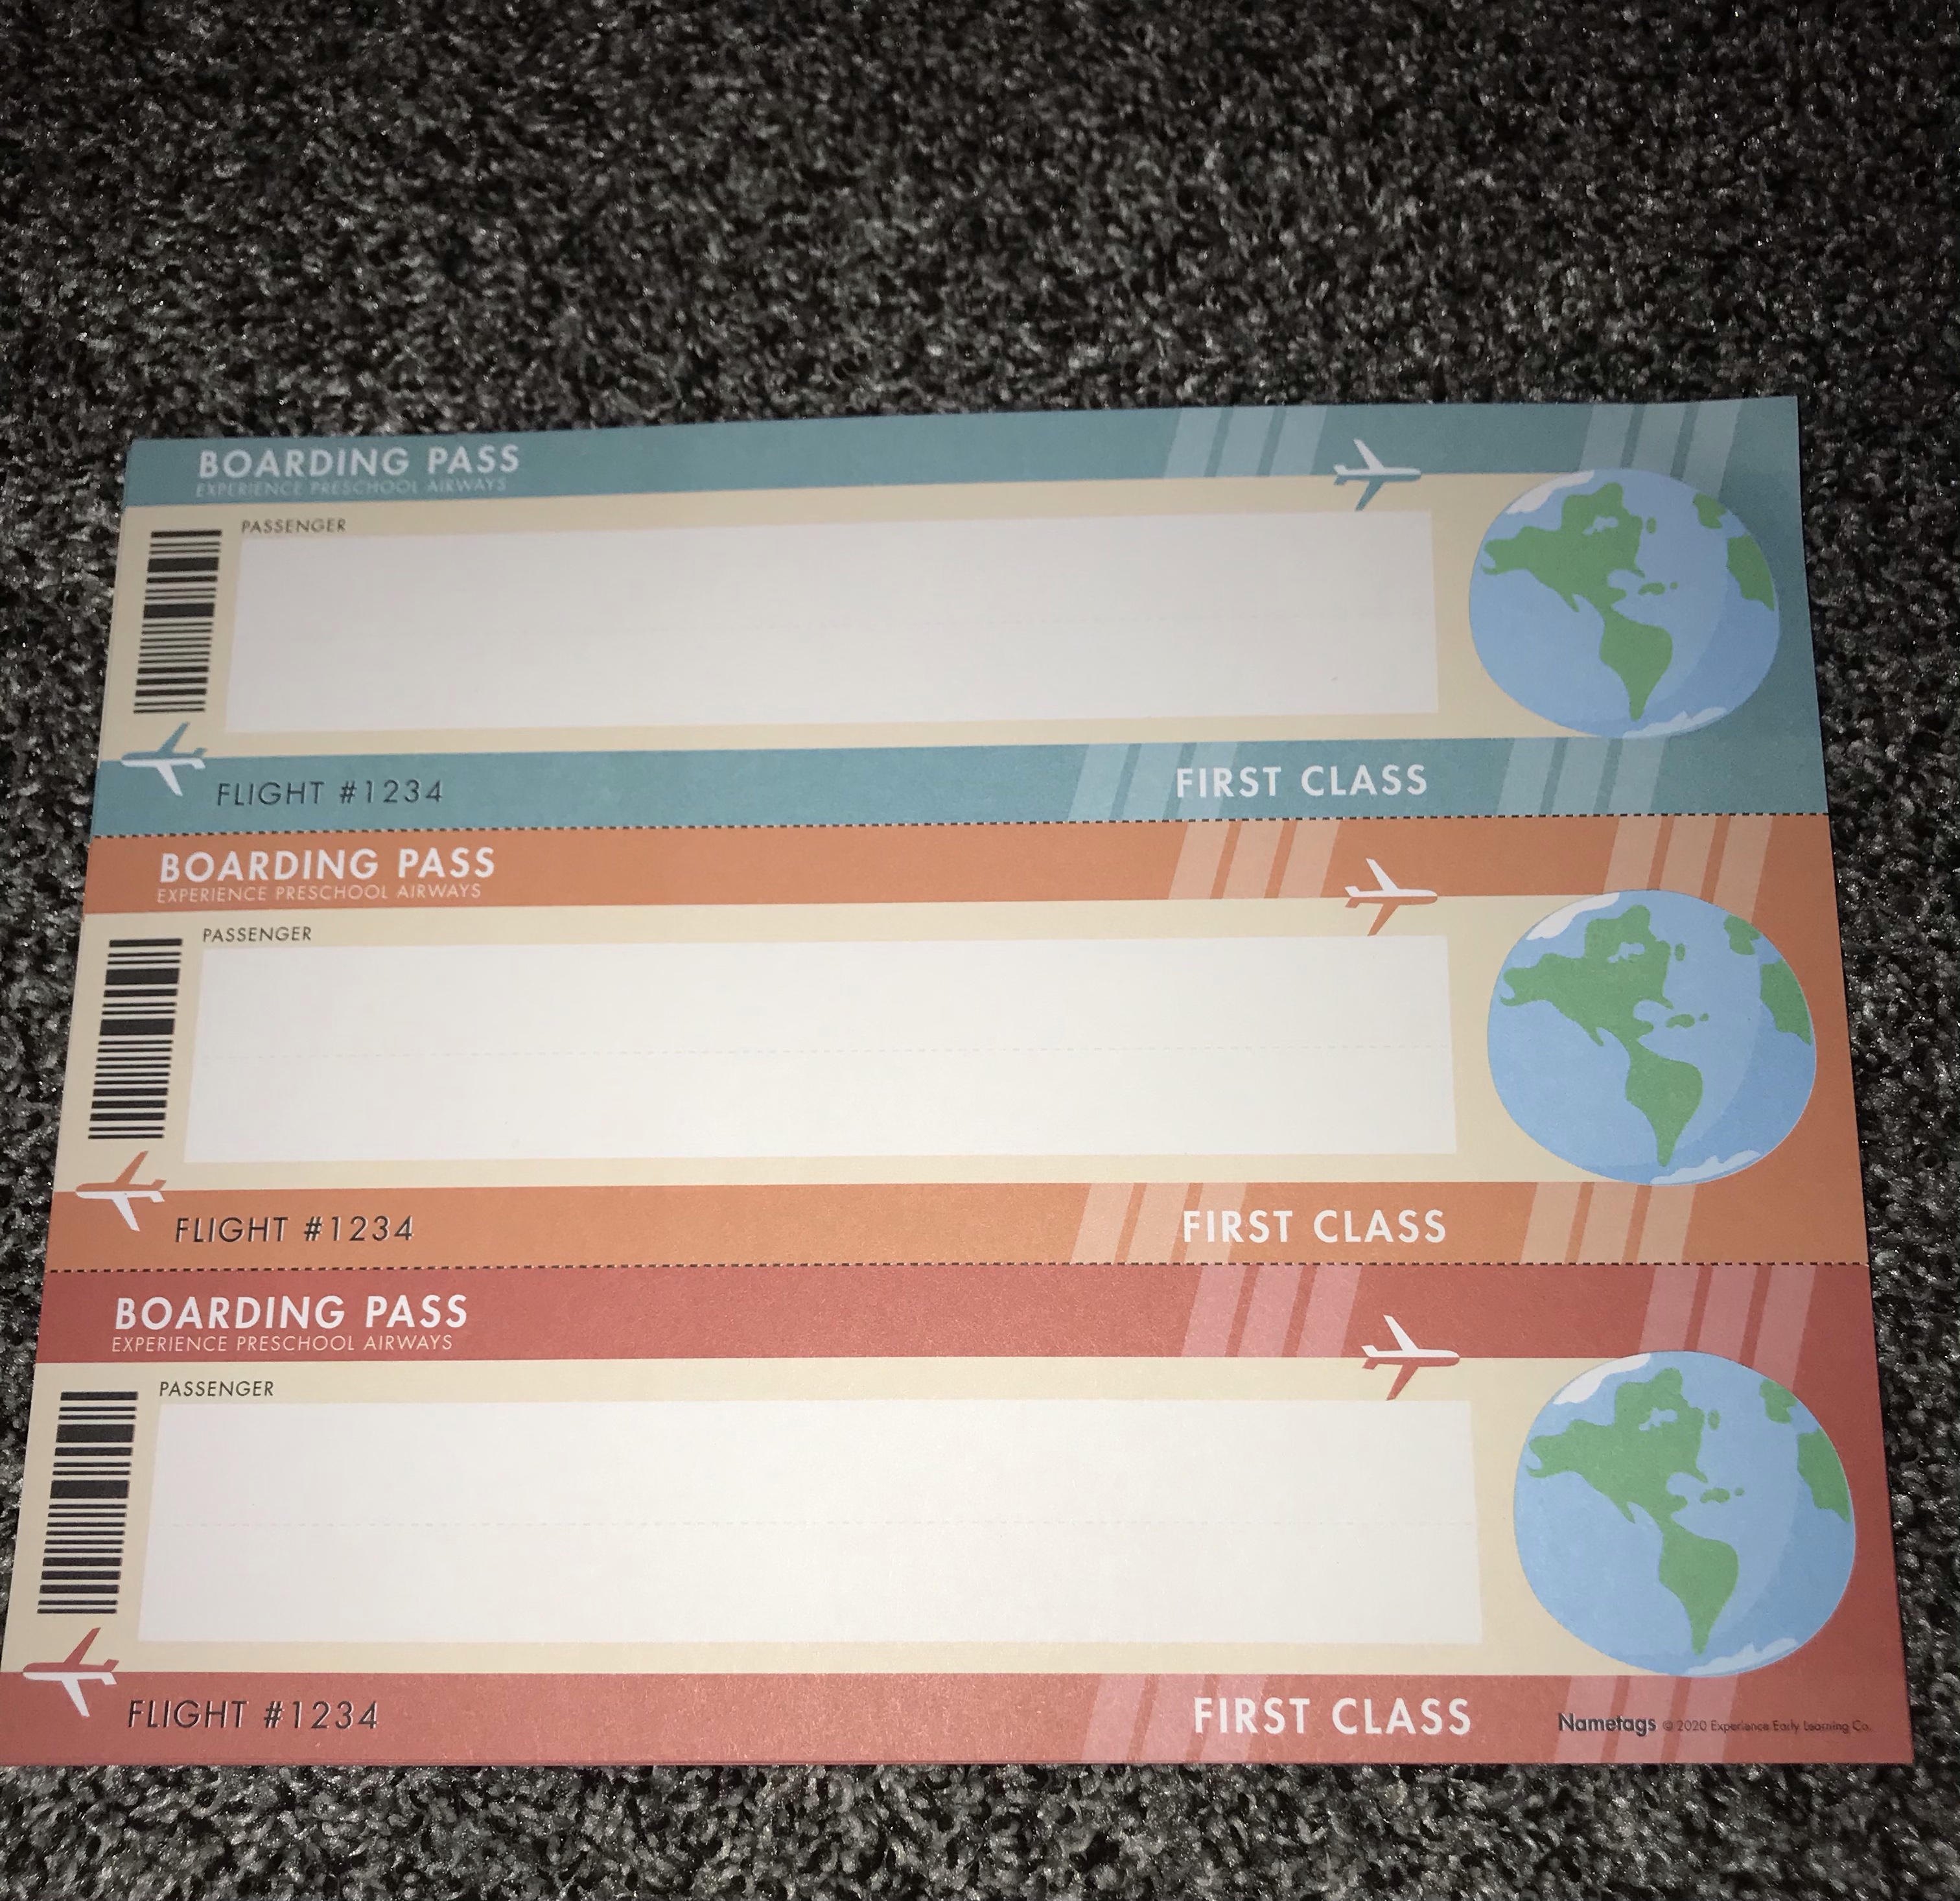 BOARDING PASS
EXPERIENCE PRESCHOOL AIRWAYS
PASSENGER
FLIGHT #1234
FIRST CLASS
BOARDING PASS
EXPERIENCE PRESCHOOL AIRWAYS
PASSENGER
FLIGHT #1234
FIRST CLASS
BOARDING PASS
EXPERIENCE PRESCHOOL AIRWAYS
PASSENGER
FLIGHT #1234
FIRST CLASS
Nametags © 2020 Experience Early Learning Co.